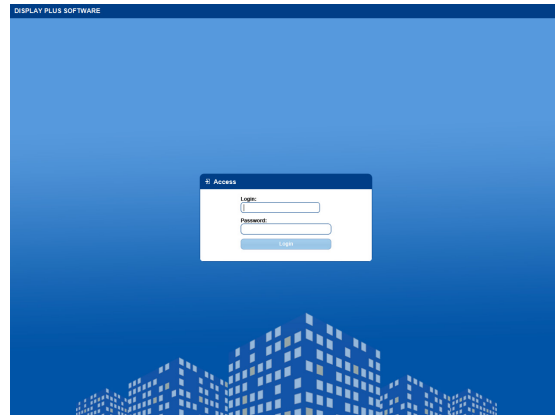 DISPLAY PLUS SOFTWARE
Access
Login:
Password:
Login